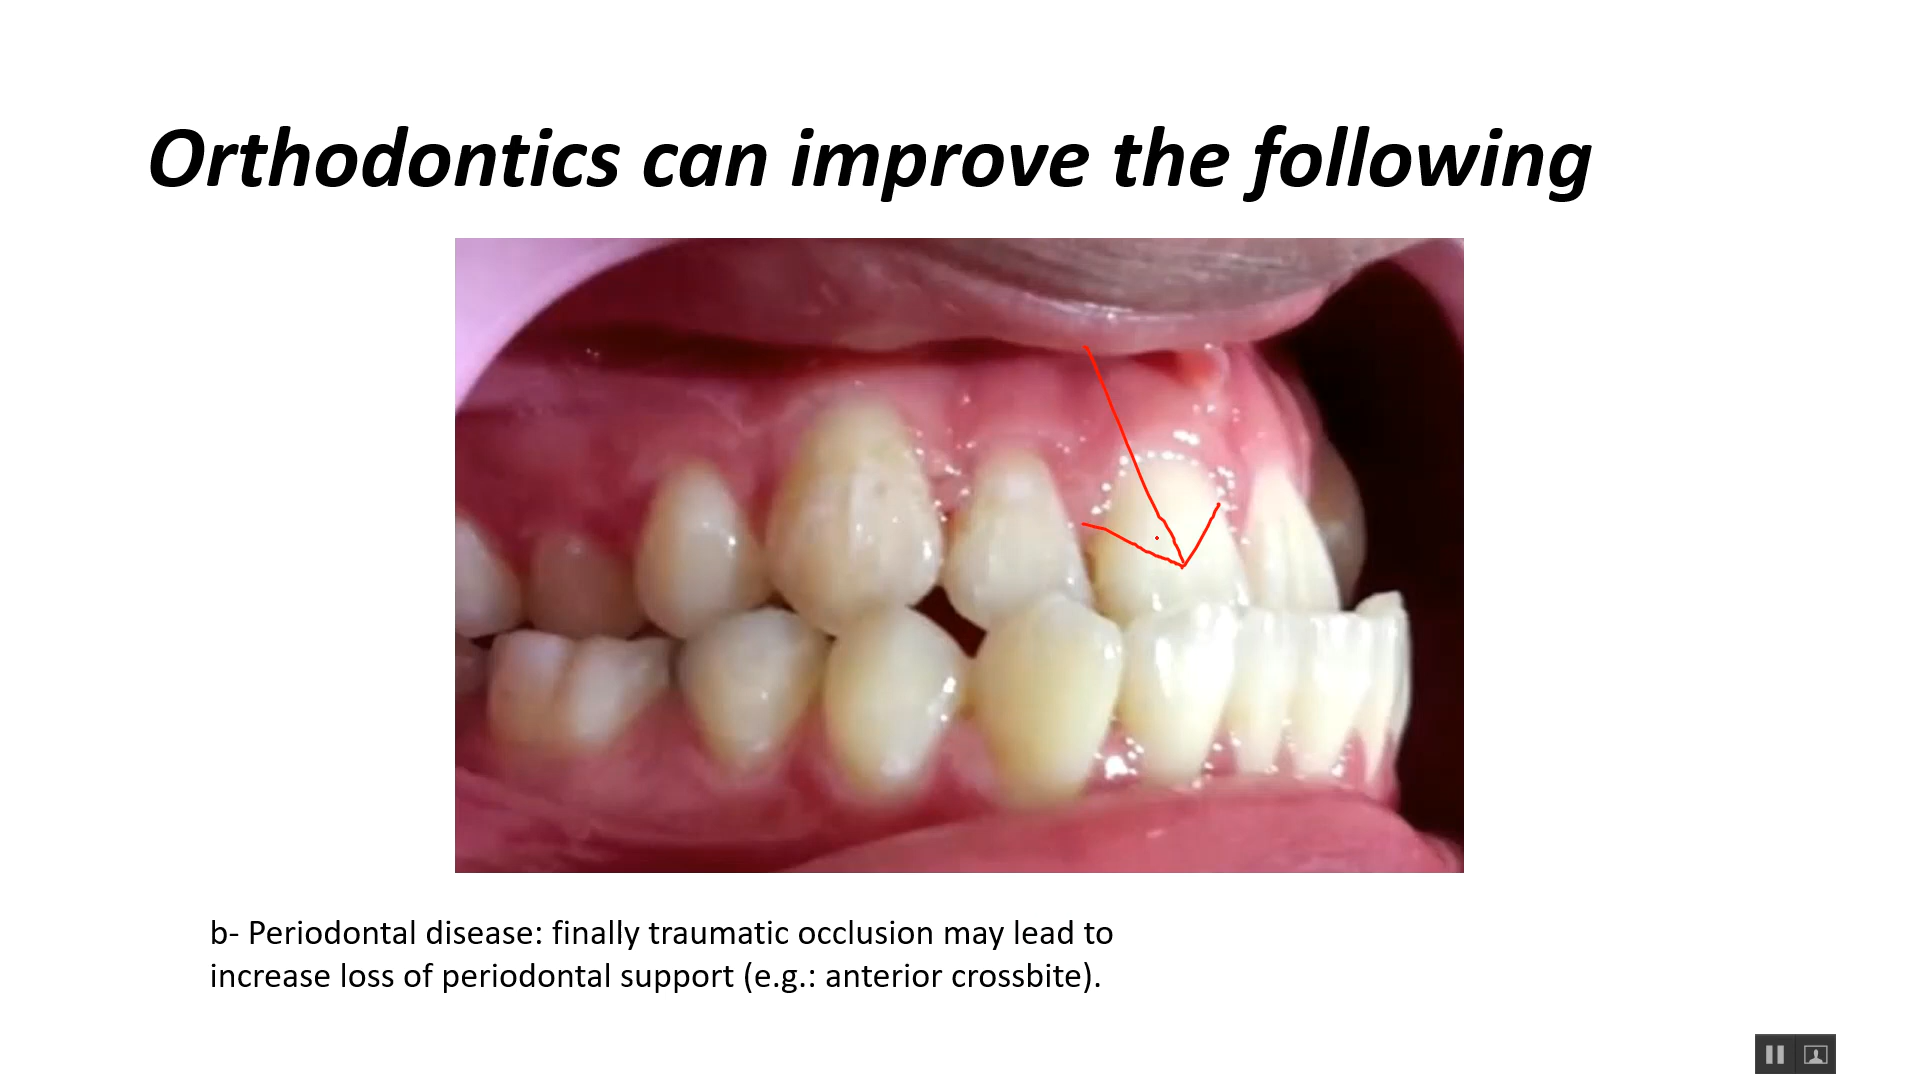 Orthodontics can improve the following
b- Periodontal disease: finally traumatic occlusion may lead to
increase loss of periodontal support (e.g.: anterior crossbite).